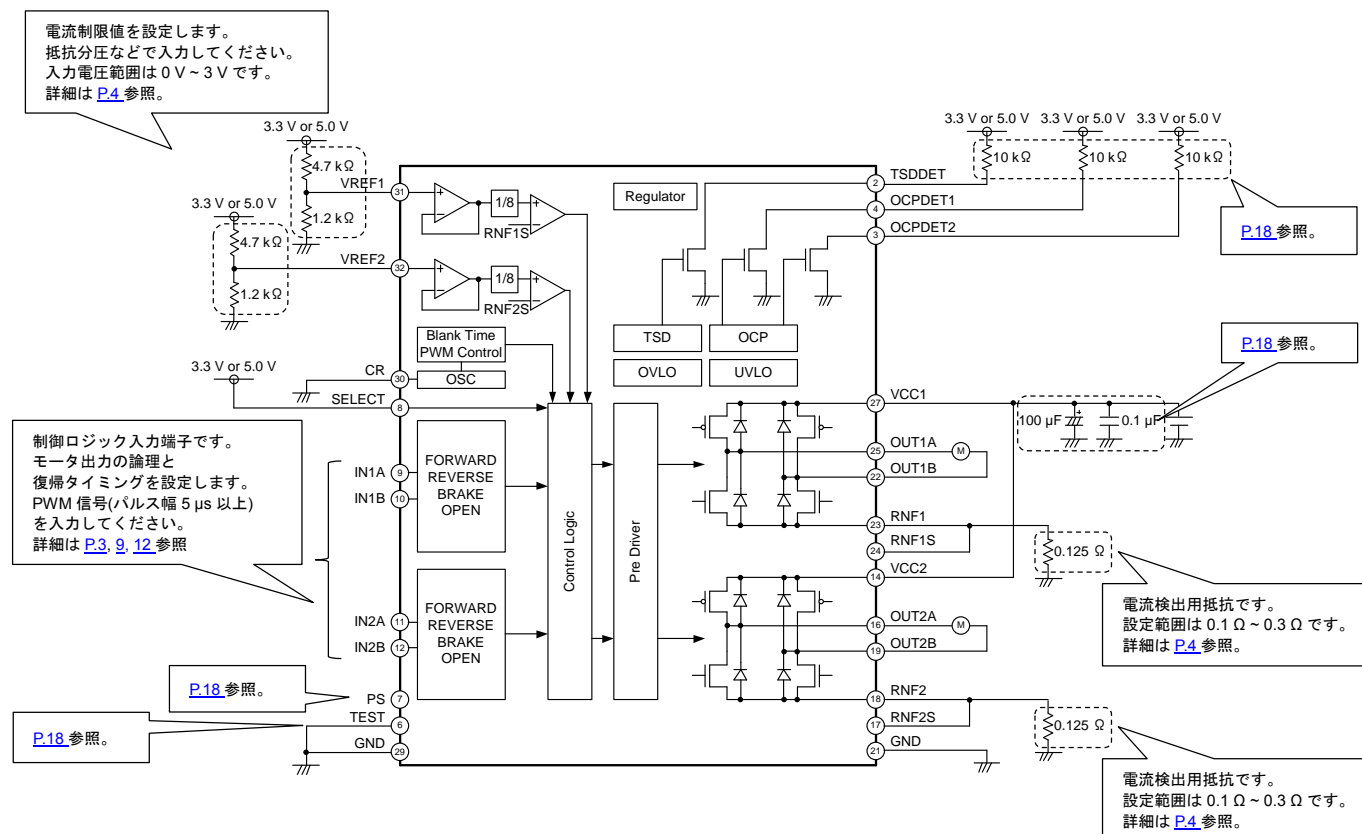 電流制限値を設定します。
抵抗分圧などで入力してください。
入力電圧範囲は 0 V ~ 3 V です。
詳細は P.4 参照。
3.3 V or 5.0 V
4.7 kΩ
1.2 kΩ
VREF1
31
3.3 V or 5.0 V
4.7 kΩ
1.2 kΩ
VREF2
32
1/8
RNF1S
1/8
RNF2S
Regulator
3.3 V or 5.0 V
3.3 V or 5.0 V
3.3 V or 5.0 V
10 kΩ
10 kΩ
10 kΩ
2
TSDDET
4
OCPDET1
3
OCPDET2
P.18 参照。
TSD
OCP
OVLO
UVLO
Blank Time
PWM Control
OSC
CR
30
3.3 V or 5.0 V
SELECT
8
制御ロジック入力端子です。
モータ出力の論理と
復帰タイミングを設定します。
PWM 信号(パルス幅 5 µs 以上)
を入力してください。
詳細は P.3, 9, 12 参照
IN1A
9
IN1B
10
FORWARD
REVERSE
BRAKE
OPEN
IN2A
11
IN2B
12
FORWARD
REVERSE
BRAKE
OPEN
Control Logic
Pre Driver
P.18 参照。
PS
7
P.18 参照。
TEST
6
GND
29
P.18 参照。
27
VCC1
100 µF
0.1 µF
25
OUT1A
M
22
OUT1B
23
RNF1
24
RNF1S
0.125 Ω
電流検出用抵抗です。
設定範囲は 0.1 Ω ~ 0.3 Ω です。
詳細は P.4 参照。
14
VCC2
16
OUT2A
M
19
OUT2B
18
RNF2
17
RNF2S
0.125 Ω
21
GND
電流検出用抵抗です。
設定範囲は 0.1 Ω ~ 0.3 Ω です。
詳細は P.4 参照。